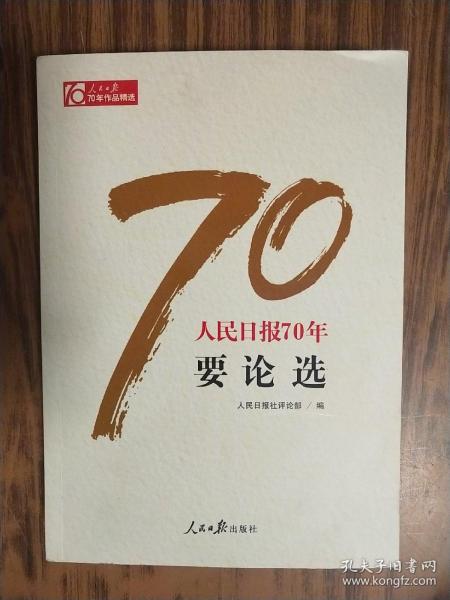 70 人民日报
70年作品精选
70
人民日报70年
要论选
人民日报社评论部 / 编
人民日报出版社
孔夫子旧书网
www.kongfz.com